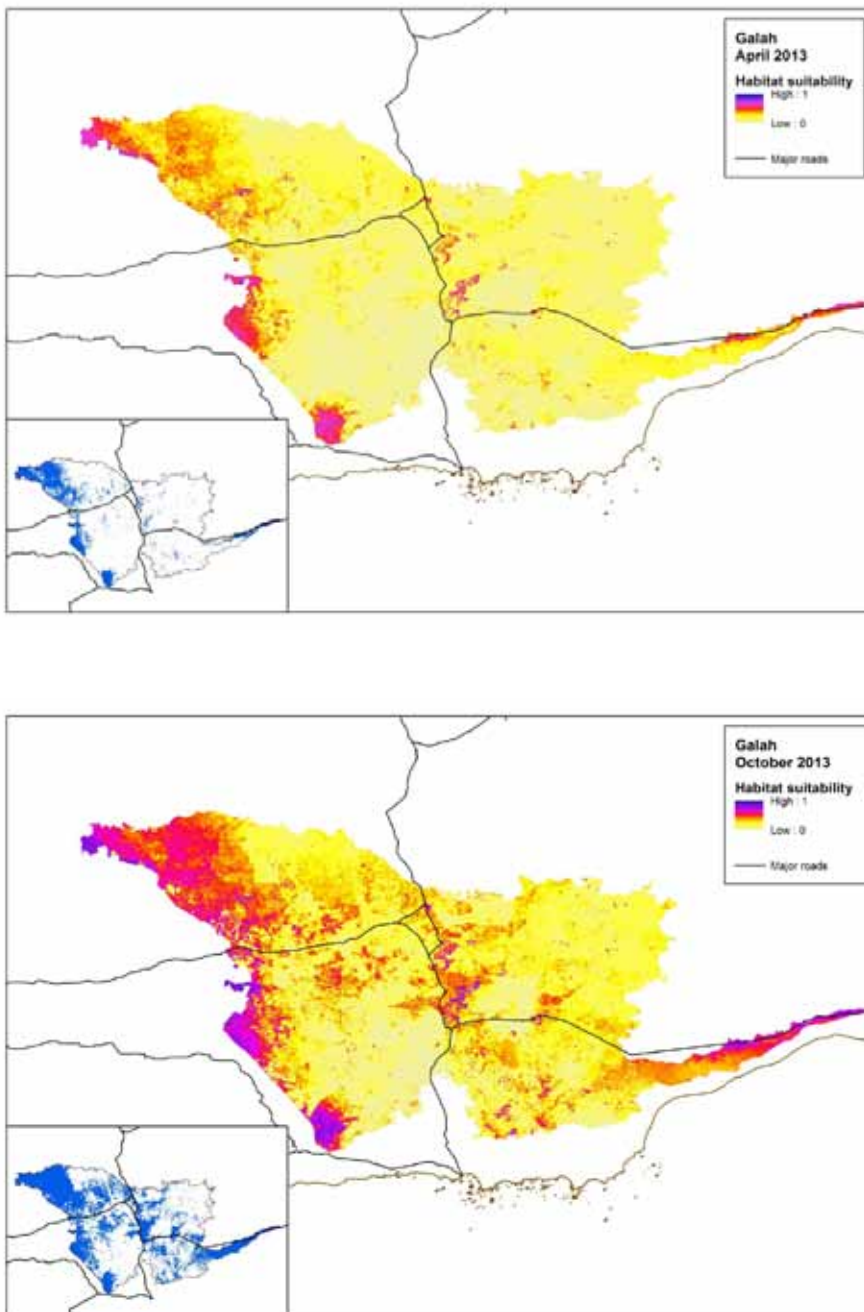 Galah
April 2013
Habitat suitability
High : 1
Low : 0
Major roads
Galah
October 2013
Habitat suitability
High : 1
Low : 0
Major roads